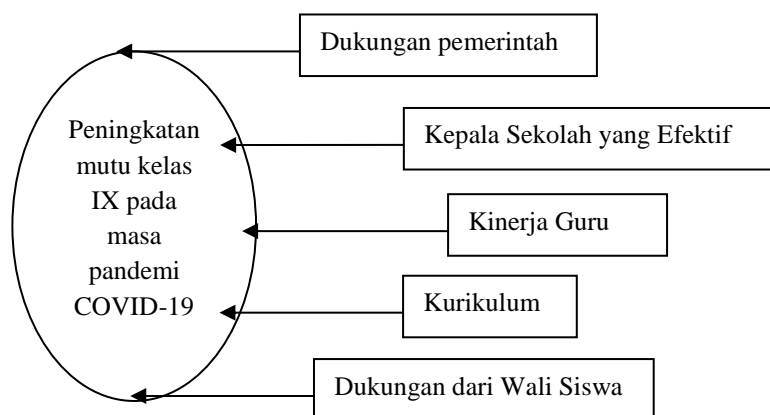 Dukungan pemerintah
Peningkatan
mutu kelas
IX pada
masa
pandemi
COVID-19
Kepala Sekolah yang Efektif
Kinerja Guru
Kurikulum
Dukungan dari Wali Siswa